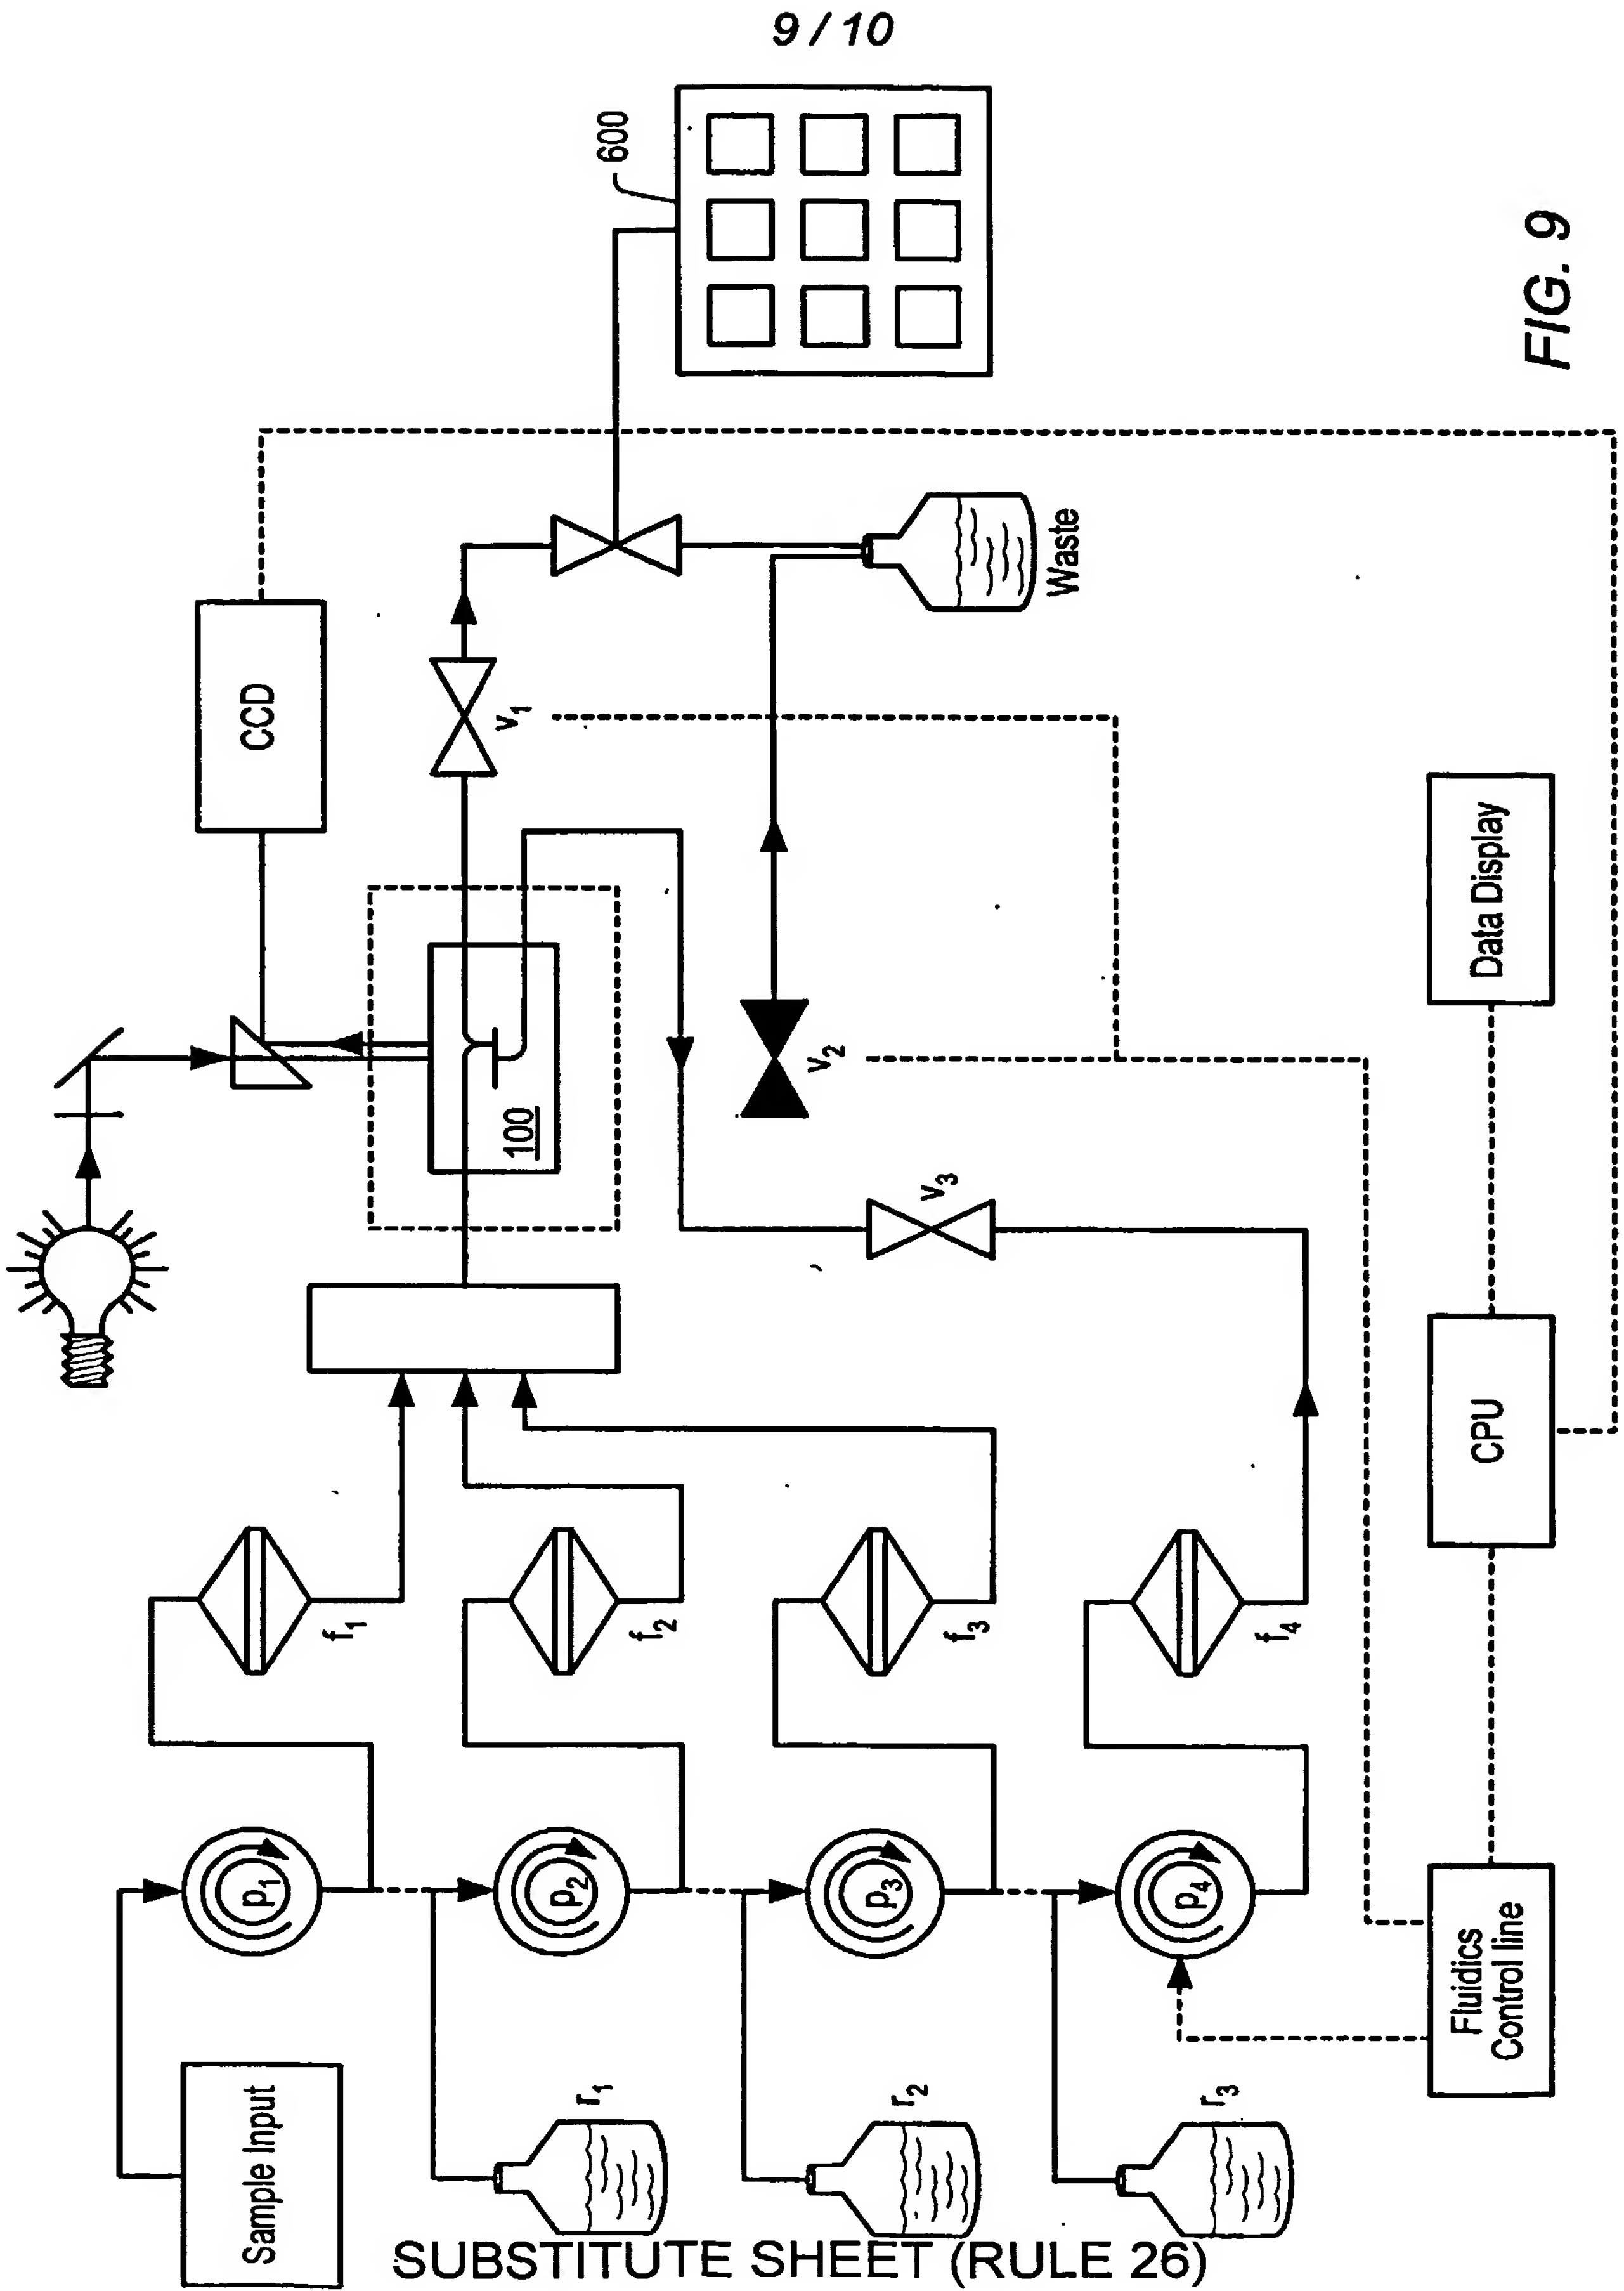 9/10
600
CCD
v1
100
v2
v3
Waste
f1
f2
f3
f4
p1
p2
p3
p4
Sample Input
r1
r2
r3
Fluidics
Control line
CPU
Data Display
FIG. 9
SUBSTITUTE SHEET (RULE 26)